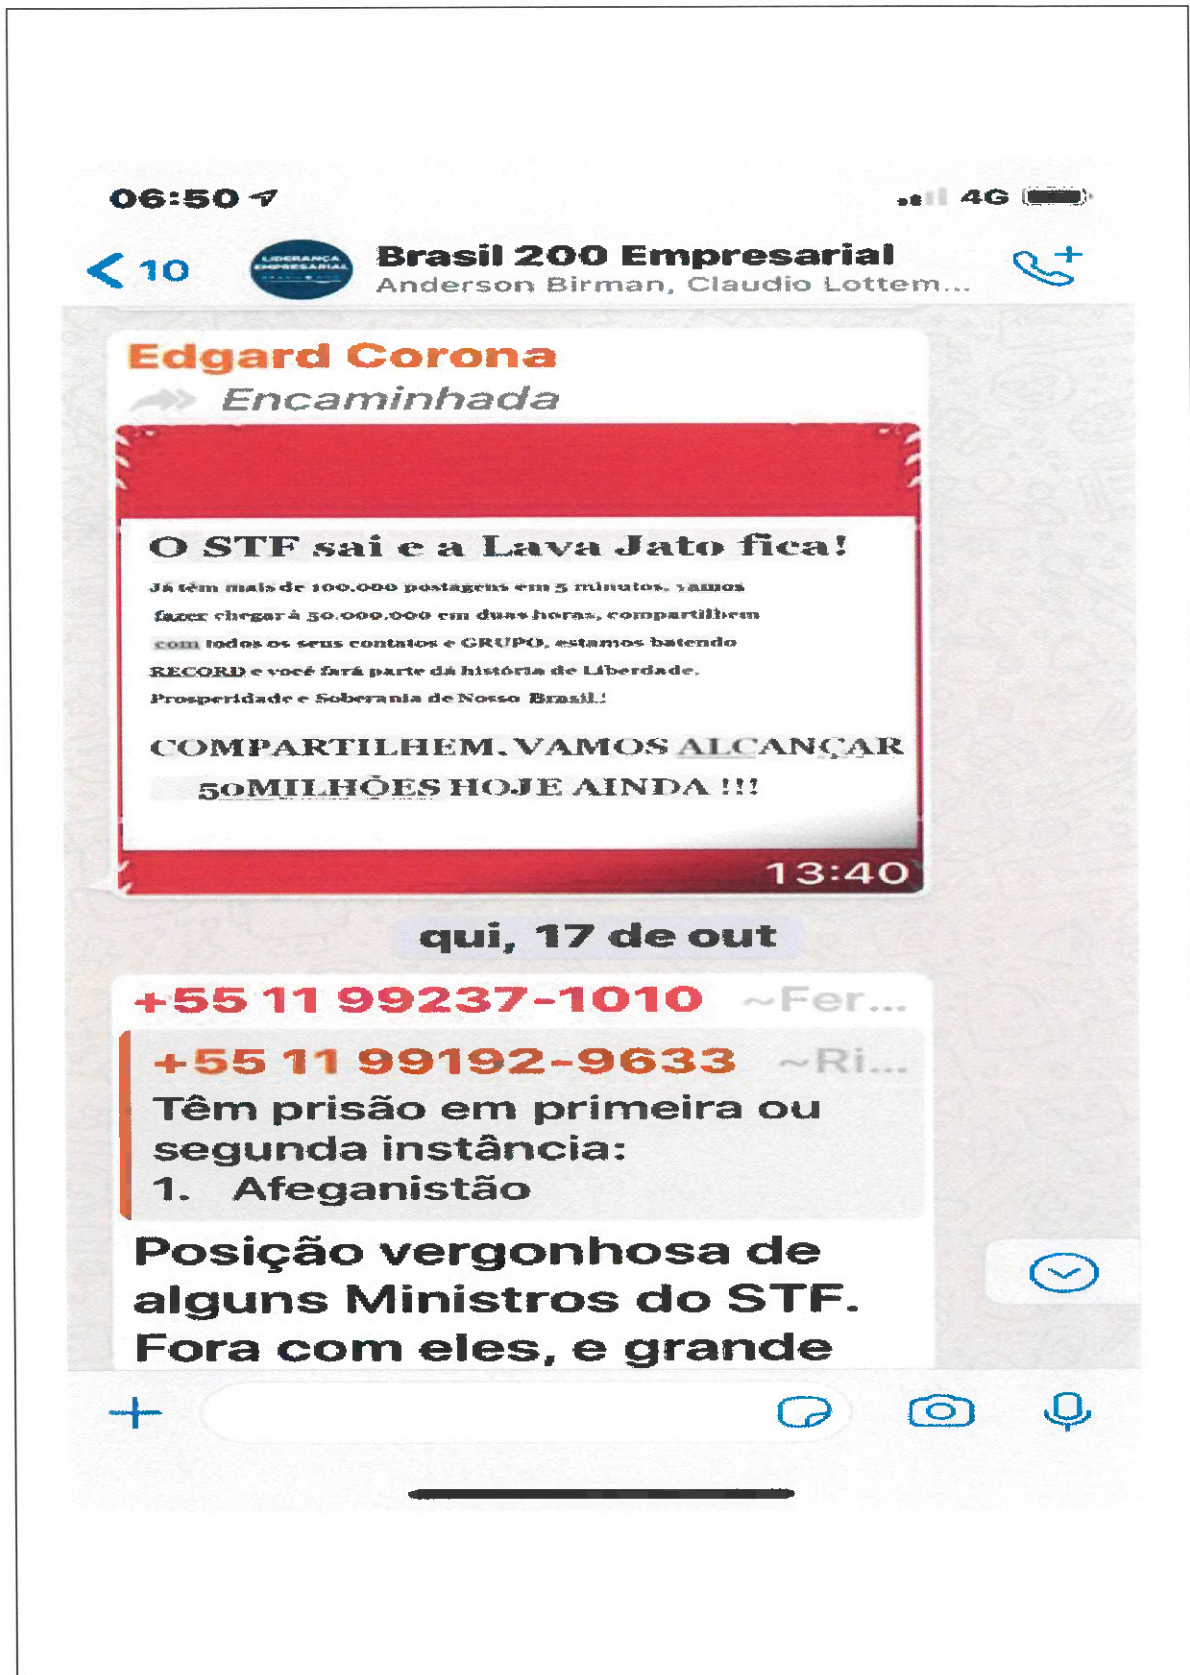 06:50
4G
10
LIDERANÇA
EMPRESARIAL
Brasil 200 Empresarial
Anderson Birman, Claudio Lottem...
Edgard Corona
Encaminhada
O STF sai e a Lava Jato fica!
Já têm mais de 100.000 postagens em 5 minutos, vamos
fazer chegar à 50.000.000 em duas horas, compartilhem
com todos os seus contatos e GRUPO, estamos batendo
RECORD e você fará parte da história de Liberdade,
Prosperidade e Soberania de Nosso Brasil!
COMPARTILHEM.VAMOS ALCANÇAR
50MILHÕES HOJE AINDA !!!
13:40
qui, 17 de out
+55 11 99237-1010 ~Fer...
+55 11 99192-9633 ~Ri...
Têm prisão em primeira ou
segunda instância:
1. Afeganistão
Posição vergonhosa de
alguns Ministros do STF.
Fora com eles, e grande